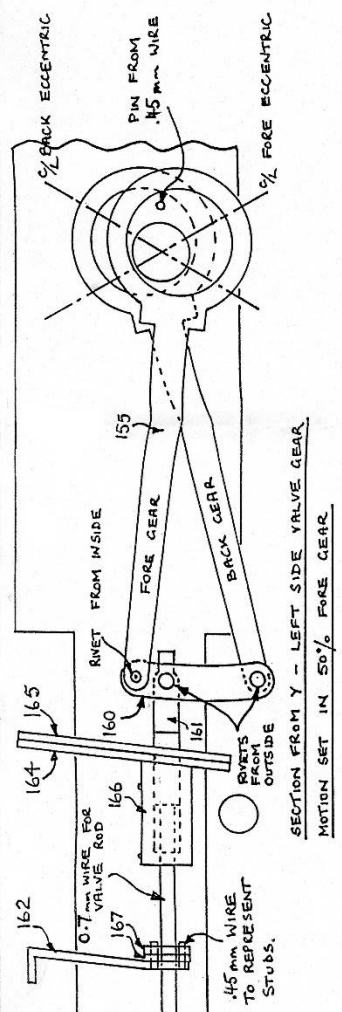 ℄ BACK ECCENTRIC
PIN FROM
.45 mm WIRE
℄ FORE ECCENTRIC
155
FORE GEAR
BACK GEAR
RIVET FROM INSIDE
160
161
RIVETS
FROM
OUTSIDE
165
164
166
0.7 mm WIRE FOR
VALVE ROD
162
167
.45 mm WIRE
TO REPRESENT
STUDS.
SECTION FROM Y - LEFT SIDE VALVE GEAR
MOTION SET IN 50% FORE GEAR